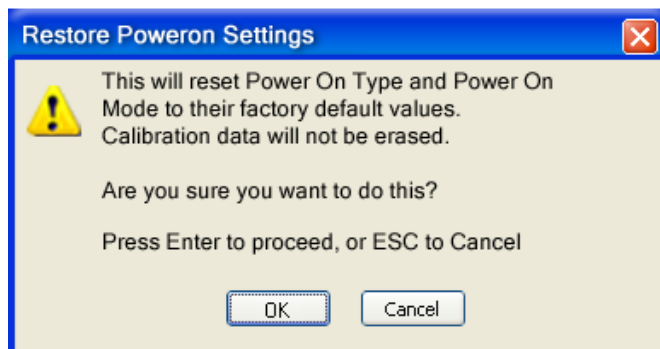 Restore Poweron Settings
This will reset Power On Type and Power On
Mode to their factory default values.
Calibration data will not be erased.
Are you sure you want to do this?
Press Enter to proceed, or ESC to Cancel
OK
Cancel